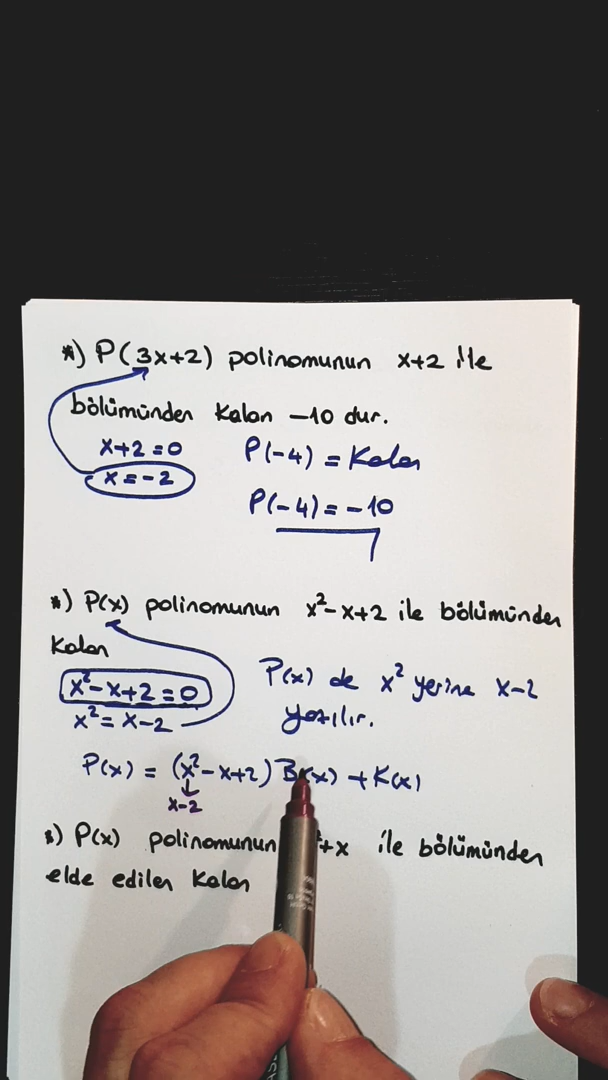 *) P(3x+2) polinomunun x+2 ile
bölümünden Kalan -10 dur.
x+2=0 P(-4) = Kalan
x=-2 P(-4) = -10
*) P(x) polinomunun x²-x+2 ile bölümünden
Kalan
x²-x+2=0 P(x) de x² yerine x-2
x²=x-2 yazılır.
P(x) = (x²-x+2) B(x) + K(x)
x-2
*) P(x) polinomunun +x ile bölümünden
elde edilen Kalan